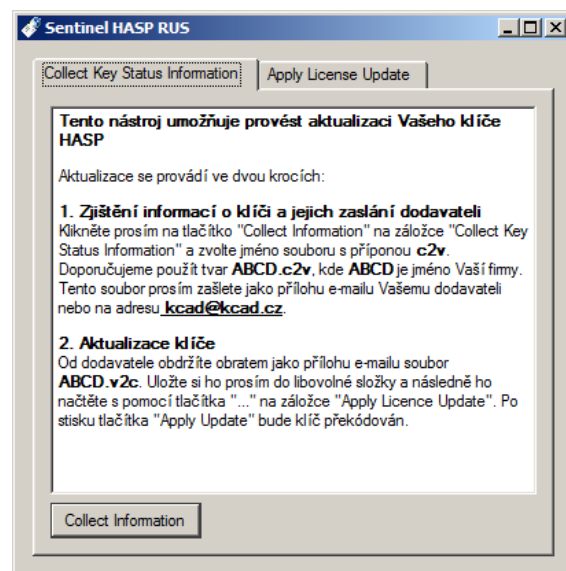 Sentinel HASP RUS
Collect Key Status Information
Apply License Update
Tento nástroj umožňuje provést aktualizaci Vašeho klíče
HASP
Aktualizace se provádí ve dvou krocích:
1. Zjištění informací o klíči a jejich zaslání dodavateli
Klikněte prosím na tlačítko "Collect Information" na záložce "Collect Key
Status Information" a zvolte jméno souboru s příponou c2v.
Doporučujeme použít tvar ABCD.c2v, kde ABCD je jméno Vaší firmy.
Tento soubor prosím zašlete jako přílohu e-mailu Vašemu dodavateli
nebo na adresu kcad@kcad.cz.
2. Aktualizace klíče
Od dodavatele obdržíte obratem jako přílohu e-mailu soubor
ABCD.v2c. Uložte si ho prosím do libovolné složky a následně ho
načtěte s pomocí tlačítka "..." na záložce "Apply Licence Update". Po
stisku tlačítka "Apply Update" bude klíč překódován.
Collect Information